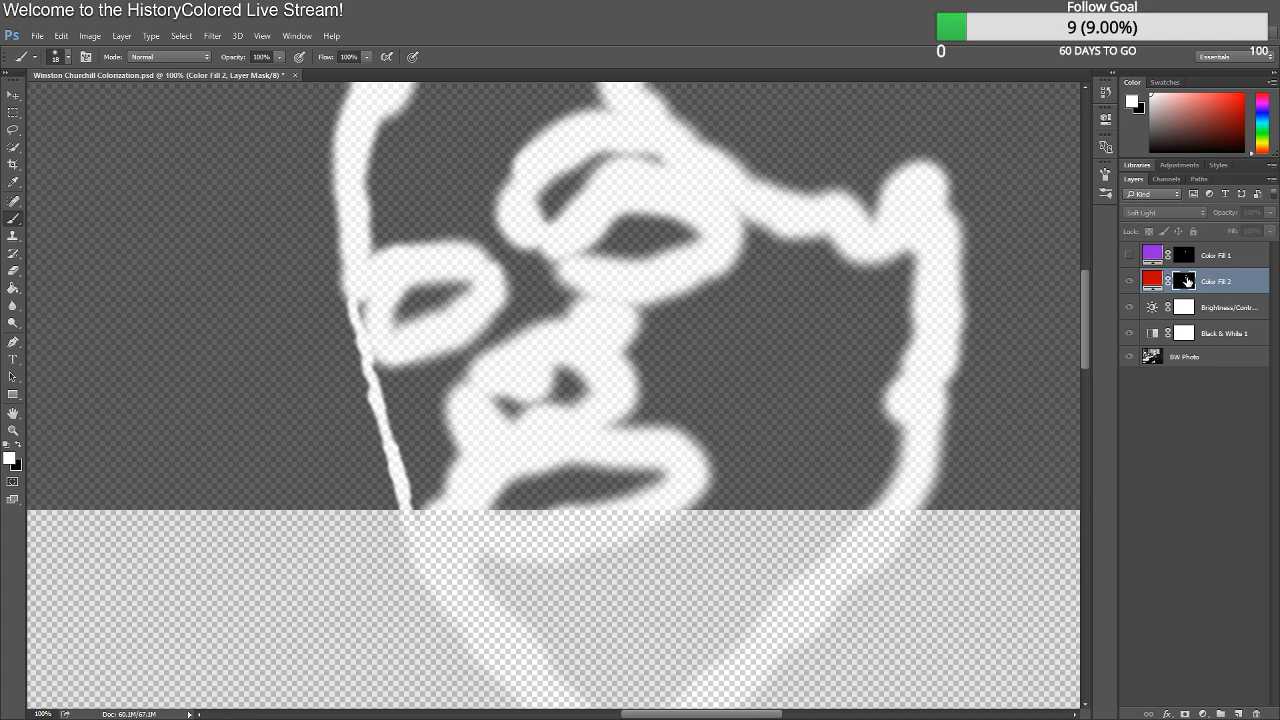 Welcome to the HistoryColored Live Stream!
Follow Goal
9 (9.00%)
0
60 DAYS TO GO
100
Ps File Edit Image Layer Type Select Filter 3D View Window Help
18 Mode: Normal Opacity: 100% Flow: 100% Essentials
Winston Churchill Colorization.psd @ 100% (Color Fill 2, Layer Mask/8) * ×
Color Swatches
Libraries Adjustments Styles
Layers Channels Paths
Kind
Soft Light Opacity: 100%
Lock: Fill: 100%
Color Fill 1
Color Fill 2
Brightness/Contr...
Black & White 1
BW Photo
100% Doc: 60.1M/67.1M